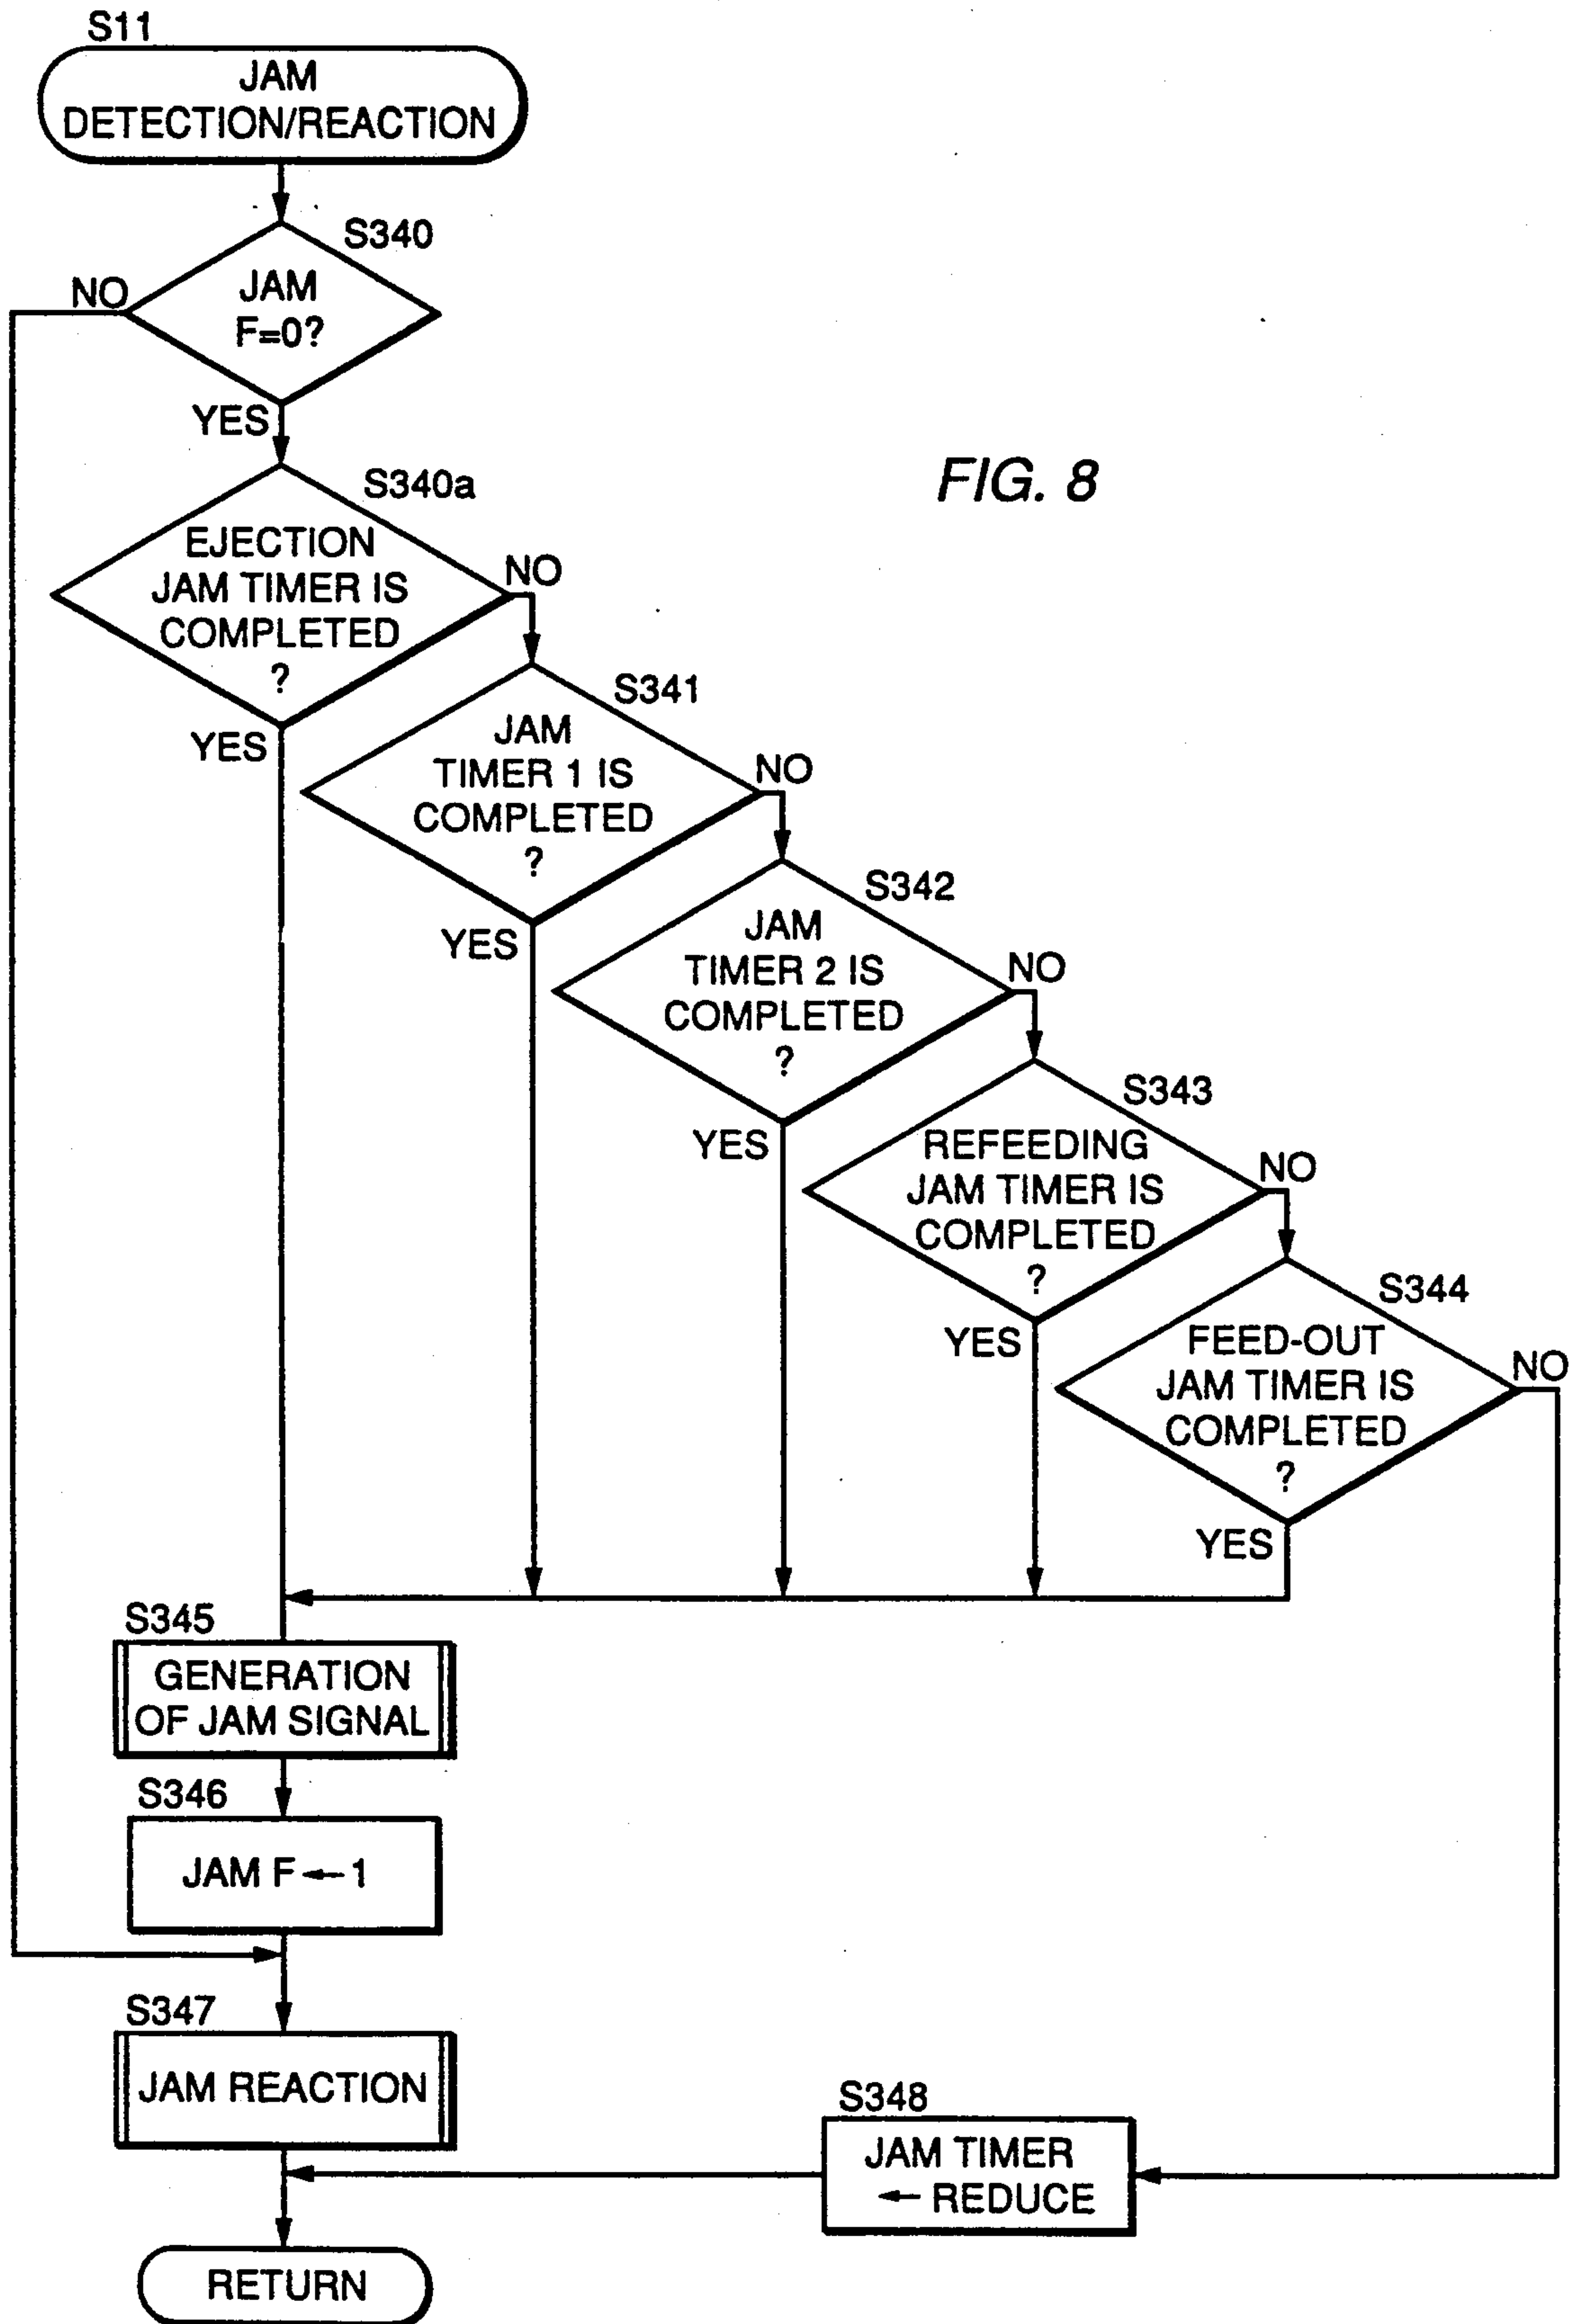 S11
JAM
DETECTION/REACTION
S340
NO
JAM
F=0?
YES
FIG. 8
S340a
EJECTION
JAM TIMER IS
COMPLETED
?
NO
YES
S341
JAM
TIMER 1 IS
COMPLETED
?
NO
YES
S342
JAM
TIMER 2 IS
COMPLETED
?
NO
YES
S343
REFEEDING
JAM TIMER IS
COMPLETED
?
NO
YES
S344
FEED-OUT
JAM TIMER IS
COMPLETED
?
NO
YES
S345
GENERATION
OF JAM SIGNAL
S346
JAM F ← 1
S347
JAM REACTION
S348
JAM TIMER
← REDUCE
RETURN